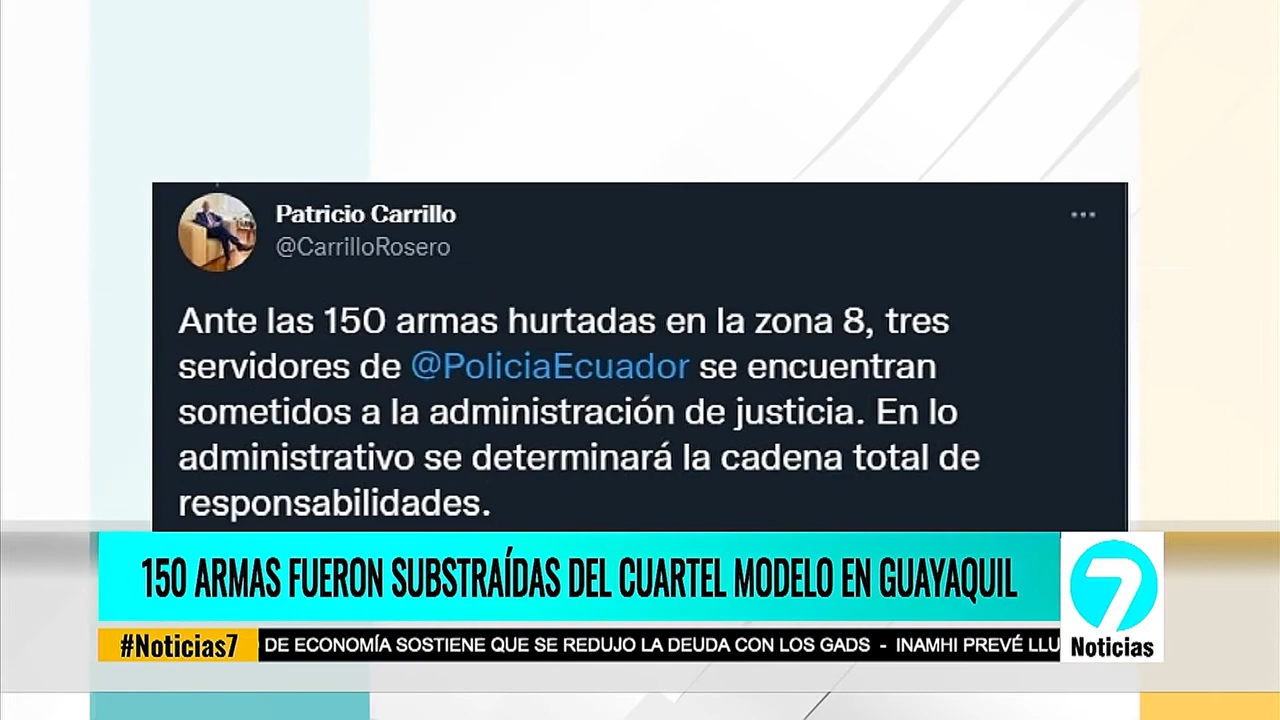 Patricio Carrillo
@CarrilloRosero
Ante las 150 armas hurtadas en la zona 8, tres
servidores de @PoliciaEcuador se encuentran
sometidos a la administración de justicia. En lo
administrativo se determinará la cadena total de
responsabilidades.
150 ARMAS FUERON SUBSTRAÍDAS DEL CUARTEL MODELO EN GUAYAQUIL
7
Noticias
#Noticias7
DE ECONOMÍA SOSTIENE QUE SE REDUJO LA DEUDA CON LOS GADS - INAMHI PREVÉ LLU